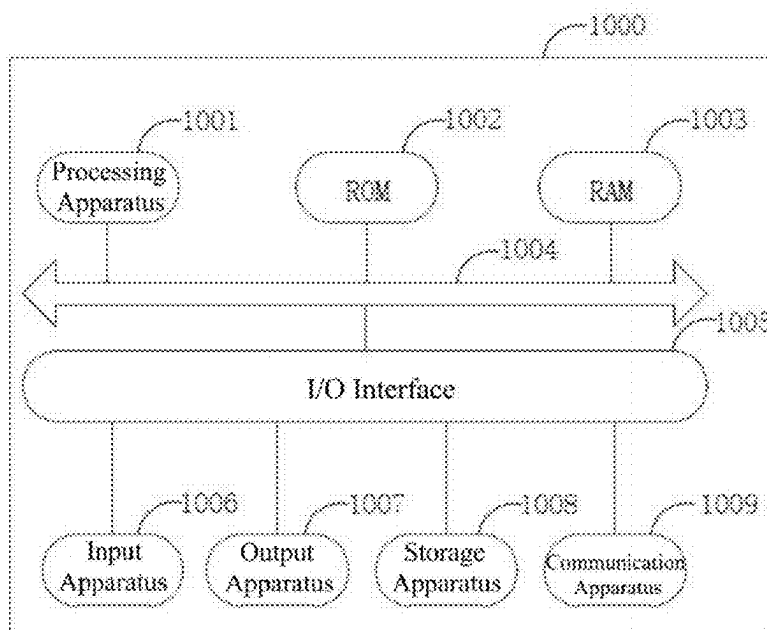 1000
1001
1002
1003
Processing
Apparatus
ROM
RAM
1004
1005
I/O Interface
1006
1007
1008
1009
Input
Apparatus
Output
Apparatus
Storage
Apparatus
Communication
Apparatus